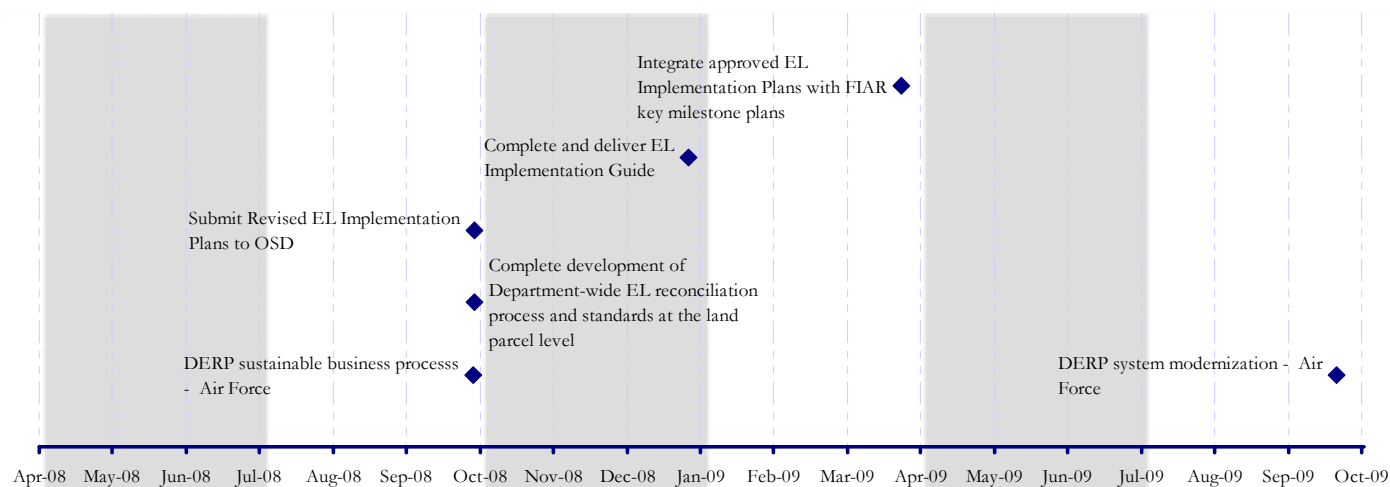 Integrate approved EL
Implementation Plans with FIAR
key milestone plans
Complete and deliver EL
Implementation Guide
Submit Revised EL Implementation
Plans to OSD
Complete development of
Department-wide EL reconciliation
process and standards at the land
parcel level
DERP sustainable business processs
- Air Force
DERP system modernization - Air
Force
Apr-08 May-08 Jun-08 Jul-08 Aug-08 Sep-08 Oct-08 Nov-08 Dec-08 Jan-09 Feb-09 Mar-09 Apr-09 May-09 Jun-09 Jul-09 Aug-09 Sep-09 Oct-09